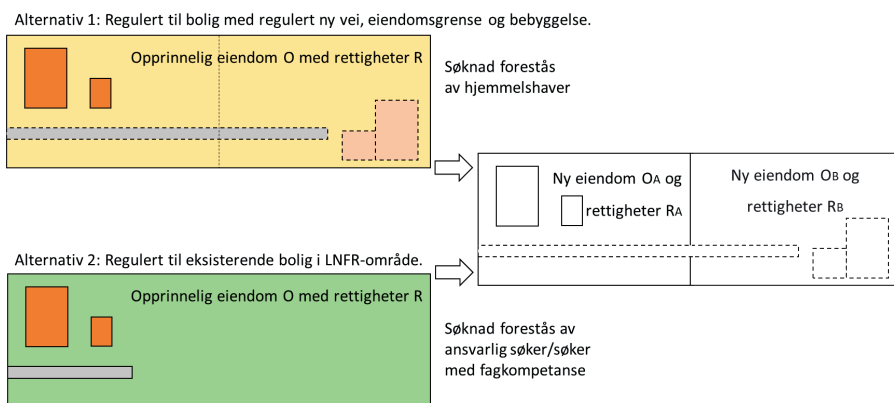 Alternativ 1: Regulert til bolig med regulert ny vei, eiendomsgrense og bebyggelse.
Opprinnelig eiendom O med rettigheter R
Søknad forestås
av hjemmelshaver
Ny eiendom OA og
rettigheter RA
Ny eiendom OB og
rettigheter RB
Alternativ 2: Regulert til eksisterende bolig i LNFR-område.
Opprinnelig eiendom O med rettigheter R
Søknad forestås av
ansvarlig søker/søker
med fagkompetanse